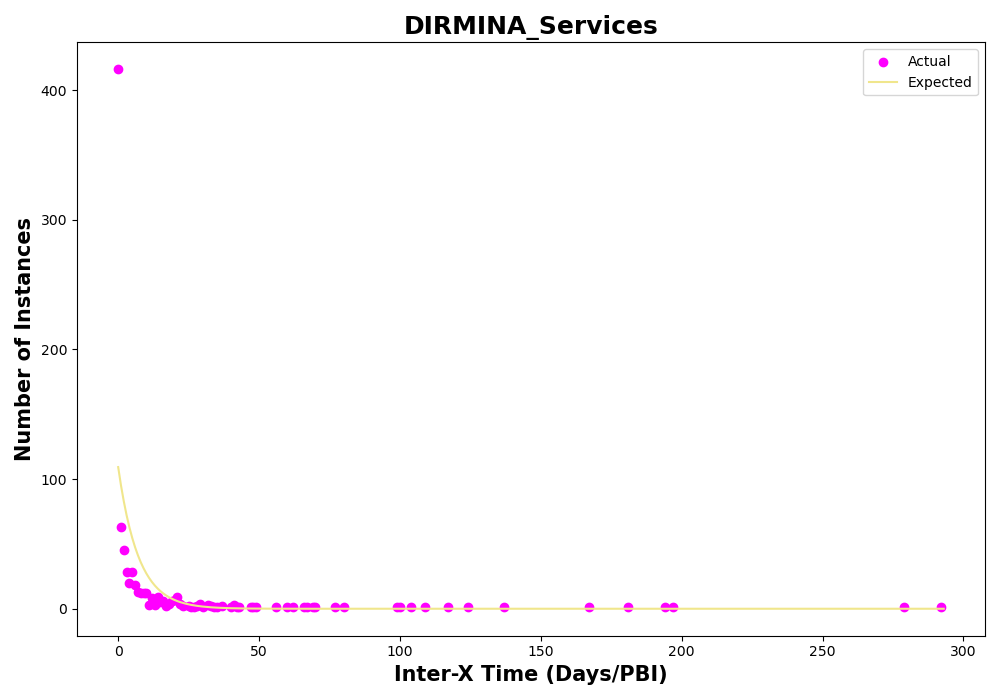 DIRMINA_Services
Actual
Expected
Number of Instances
400
300
200
100
0
0 50 100 150 200 250 300
Inter-X Time (Days/PBI)